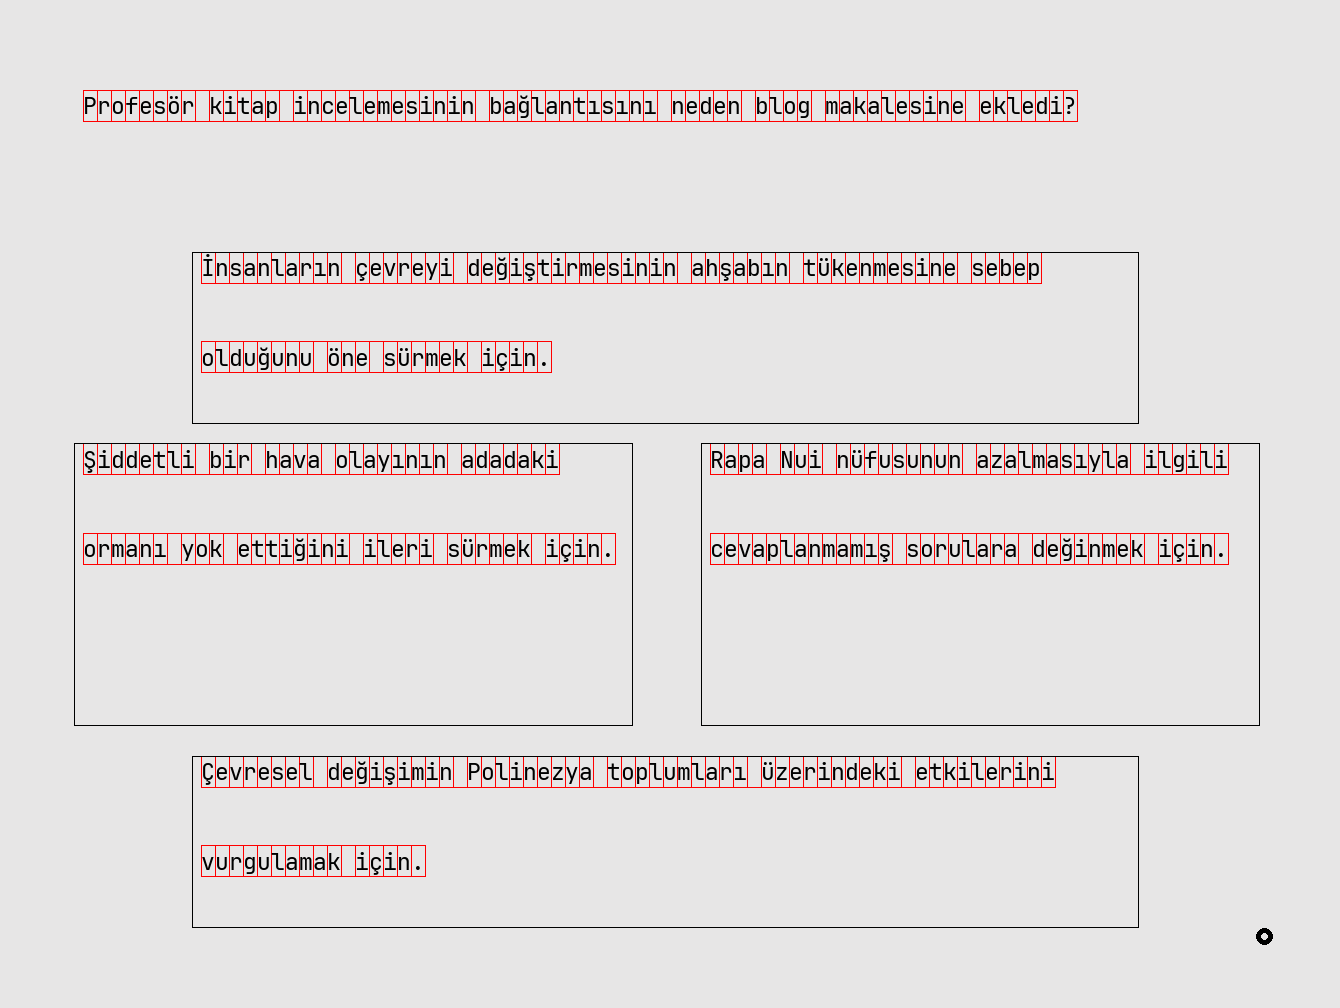 Profesör kitap incelemesinin bağlantısını neden blog makalesine ekledi?
İnsanların çevreyi değiştirmesinin ahşabın tükenmesine sebep
olduğunu öne sürmek için.
Şiddetli bir hava olayının adadaki
ormanı yok ettiğini ileri sürmek için.
Rapa Nui nüfusunun azalmasıyla ilgili
cevaplanmamış sorulara değinmek için.
Çevresel değişimin Polinezya toplumları üzerindeki etkilerini
vurgulamak için.